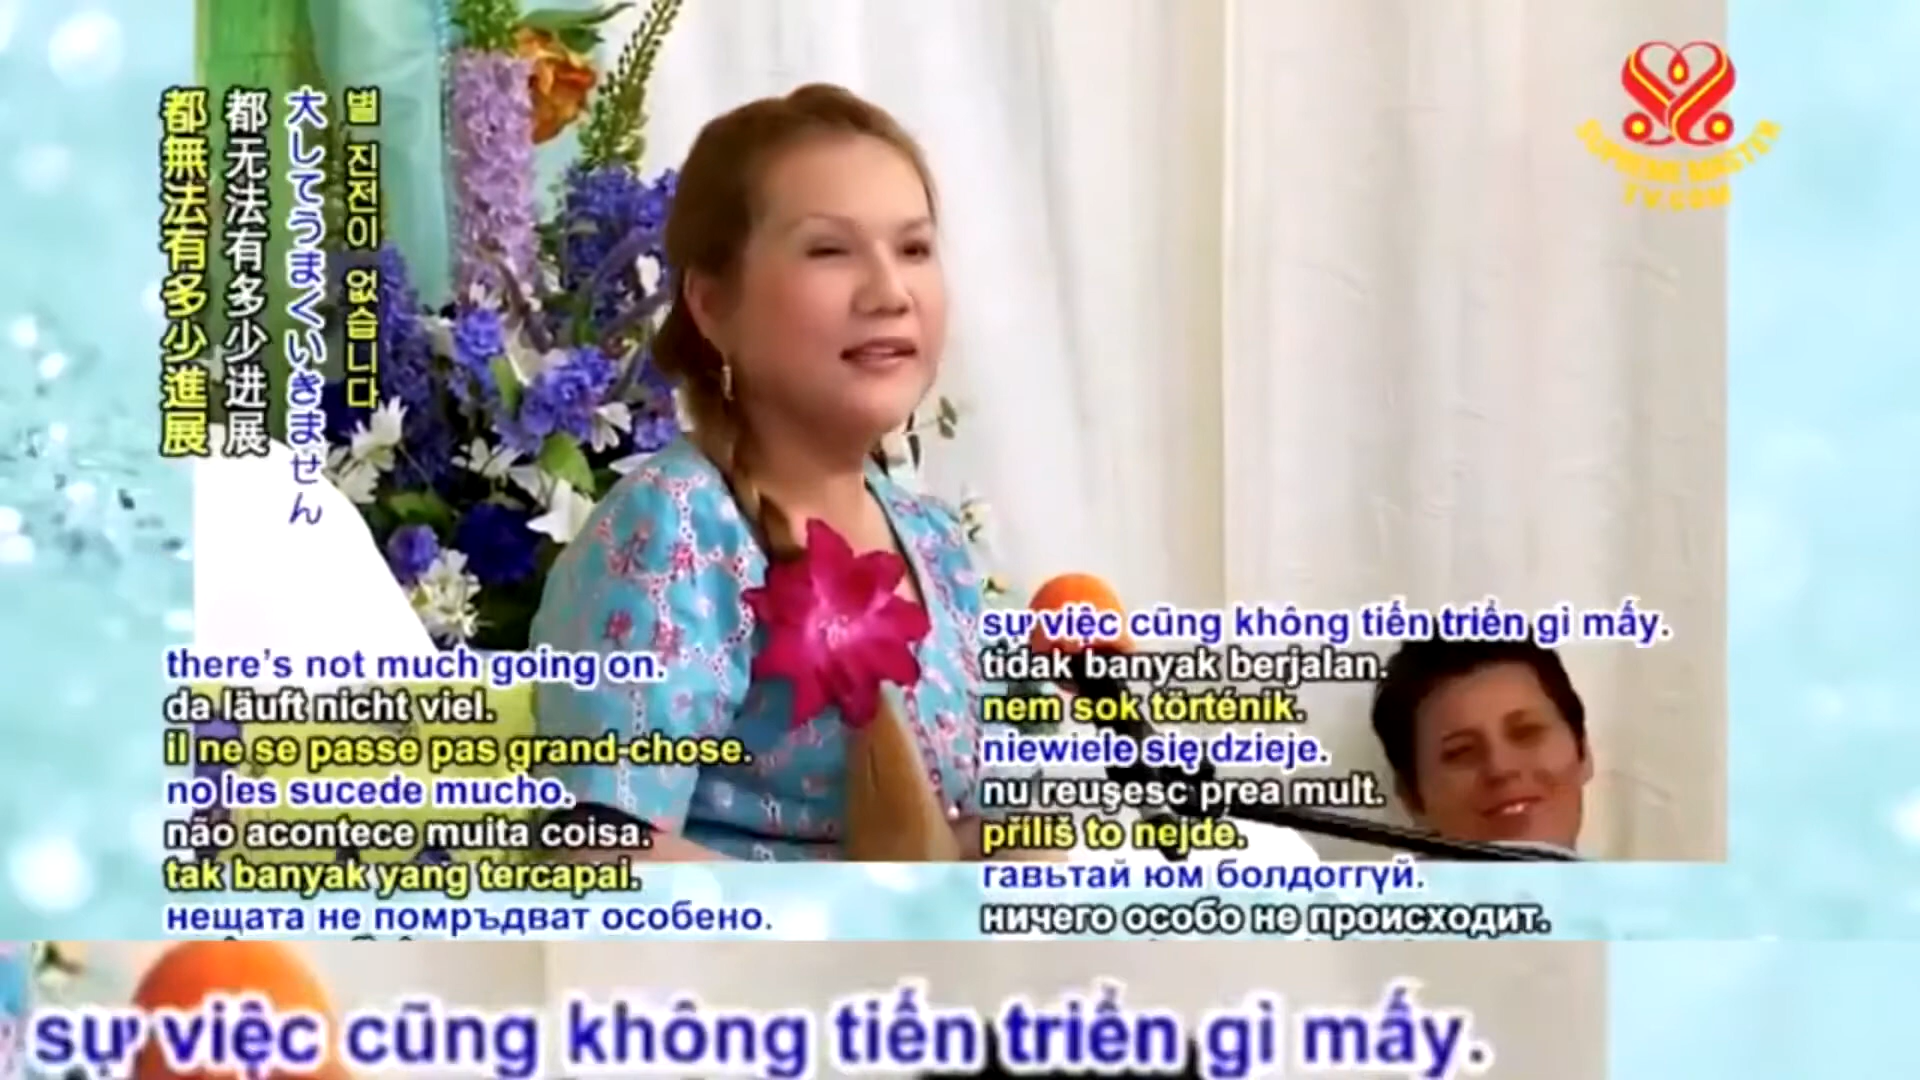 都無法有多少進展
都无法有多少进展
大してうまくいきません
별 진전이 없습니다
SUPREME MASTER
TV.COM
there's not much going on.
da läuft nicht viel.
il ne se passe pas grand-chose.
no les sucede mucho.
não acontece muita coisa.
tak banyak yang tercapai.
нещата не помръдват особено.
sự việc cũng không tiến triển gì mấy.
tidak banyak berjalan.
nem sok történik.
niewiele się dzieje.
nu reuşesc prea mult.
příliš to nejde.
гавьтай юм болдоггүй.
ничего особо не происходит.
sự việc cũng không tiến triển gì mấy.